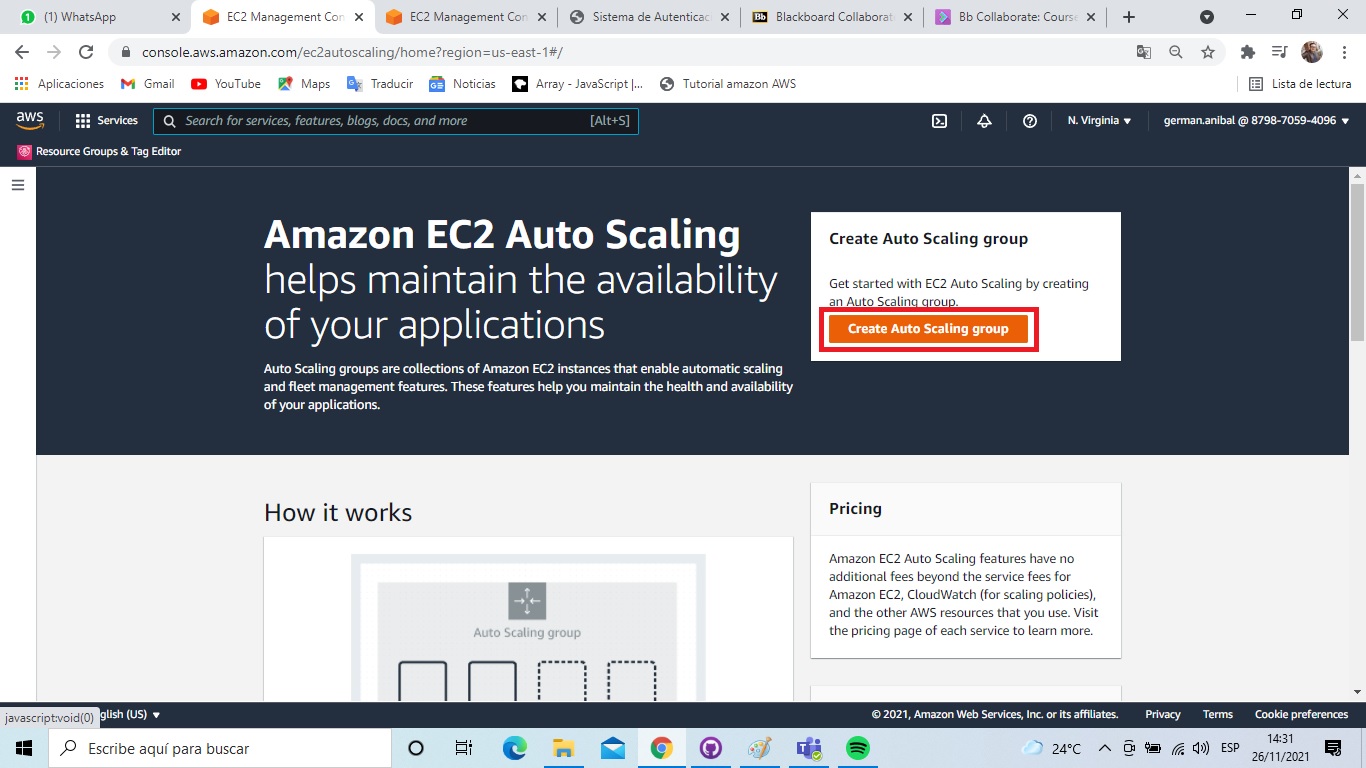 (1) WhatsApp
EC2 Management Con
EC2 Management Con
Sistema de Autenticac
Bb Blackboard Collaborat
Bb Collaborate: Course
console.aws.amazon.com/ec2autoscaling/home?region=us-east-1#/
Aplicaciones
Gmail
YouTube
Maps
Traducir
Noticias
Array - JavaScript |...
Tutorial amazon AWS
Lista de lectura
aws
Services
Search for services, features, blogs, docs, and more
[Alt+S]
N. Virginia
german.anibal @ 8798-7059-4096
Resource Groups & Tag Editor
Amazon EC2 Auto Scaling
helps maintain the availability
of your applications
Auto Scaling groups are collections of Amazon EC2 instances that enable automatic scaling
and fleet management features. These features help you maintain the health and availability
of your applications.
Create Auto Scaling group
Get started with EC2 Auto Scaling by creating
an Auto Scaling group.
Create Auto Scaling group
How it works
Auto Scaling group
Pricing
Amazon EC2 Auto Scaling features have no
additional fees beyond the service fees for
Amazon EC2, CloudWatch (for scaling policies),
and the other AWS resources that you use. Visit
the pricing page of each service to learn more.
javascript:void(0)
glish (US)
© 2021, Amazon Web Services, Inc. or its affiliates.
Privacy
Terms
Cookie preferences
Escribe aquí para buscar
24°C
ESP
14:31
26/11/2021